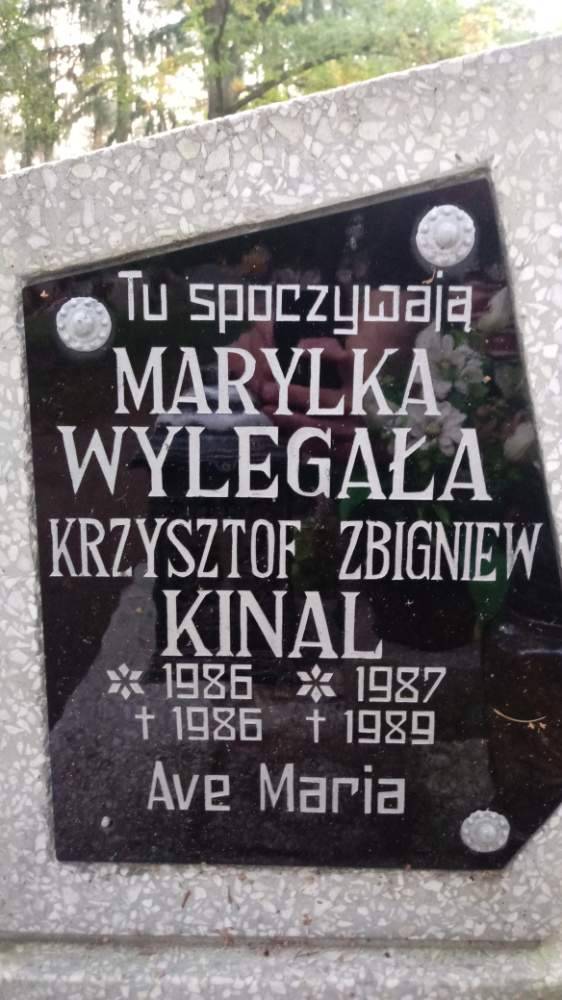 Tu spoczywają
MARYLKA
WYLEGAŁA
KRZYSZTOF ZBIGNIEW
KINAL
* 1986 * 1987
† 1986 † 1989
Ave Maria